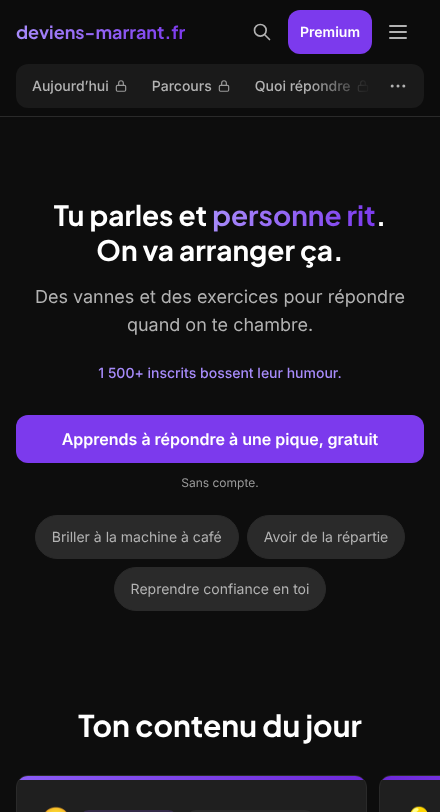 deviens-marrant.fr
Premium
Aujourd’hui
Parcours
Quoi répondre
Tu parles et personne rit.
On va arranger ça.
Des vannes et des exercices pour répondre
quand on te chambre.
1 500+ inscrits bossent leur humour.
Apprends à répondre à une pique, gratuit
Sans compte.
Briller à la machine à café
Avoir de la répartie
Reprendre confiance en toi
Ton contenu du jour